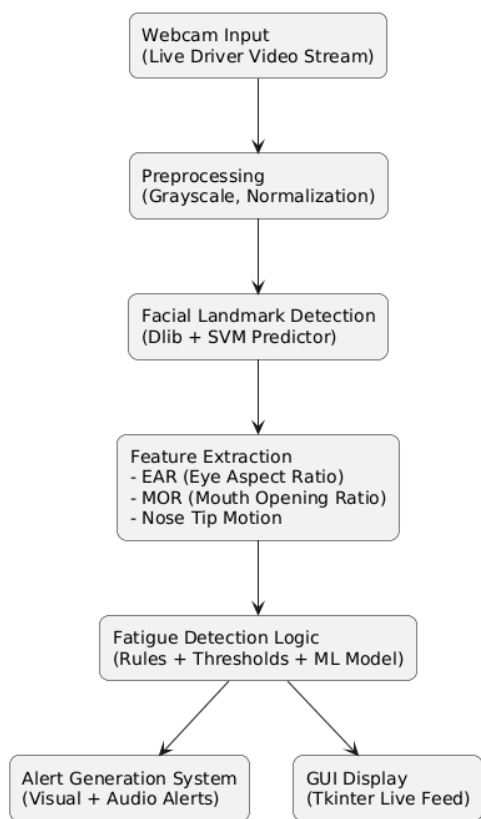 Webcam Input
(Live Driver Video Stream)
Preprocessing
(Grayscale, Normalization)
Facial Landmark Detection
(Dlib + SVM Predictor)
Feature Extraction
- EAR (Eye Aspect Ratio)
- MOR (Mouth Opening Ratio)
- Nose Tip Motion
Fatigue Detection Logic
(Rules + Thresholds + ML Model)
Alert Generation System
(Visual + Audio Alerts)
GUI Display
(Tkinter Live Feed)